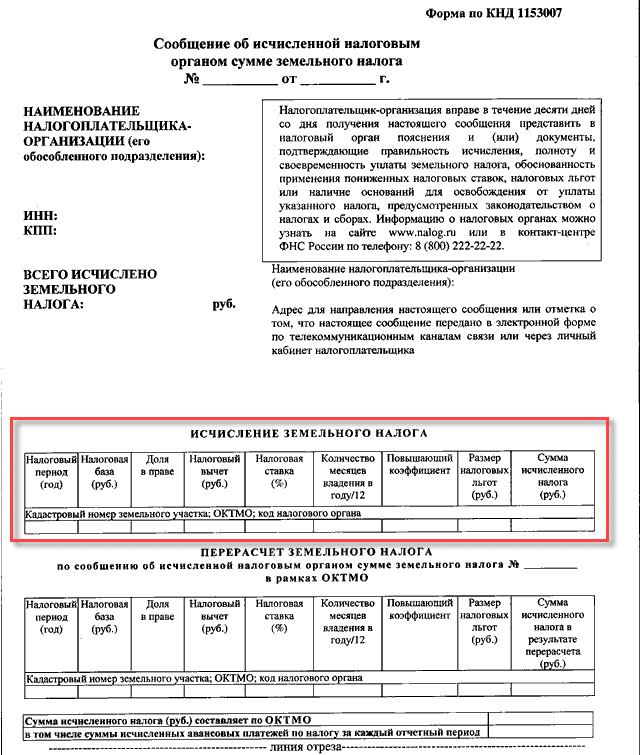 Форма по КНД 1153007
Сообщение об исчисленной налоговым
органом сумме земельного налога
№ __________ от ___________ г.
НАИМЕНОВАНИЕ
НАЛОГОПЛАТЕЛЬЩИКА-
ОРГАНИЗАЦИИ (его
обособленного подразделения):
ИНН:
КПП:
Налогоплательщик-организация вправе в течение десяти дней
со дня получения настоящего сообщения представить в
налоговый орган пояснения и (или) документы,
подтверждающие правильность исчисления, полноту и
своевременность уплаты земельного налога, обоснованность
применения пониженных налоговых ставок, налоговых льгот
или наличие оснований для освобождения от уплаты
указанного налога, предусмотренных законодательством о
налогах и сборах. Информацию о налоговых органах можно
узнать на сайте www.nalog.ru или в контакт-центре
ФНС России по телефону: 8 (800) 222-22-22.
ВСЕГО ИСЧИСЛЕНО
ЗЕМЕЛЬНОГО
НАЛОГА: руб.
Наименование налогоплательщика-организации
(его обособленного подразделения):
Адрес для направления настоящего сообщения или отметка о
том, что настоящее сообщение передано в электронной форме
по телекоммуникационным каналам связи или через личный
кабинет налогоплательщика
ИСЧИСЛЕНИЕ ЗЕМЕЛЬНОГО НАЛОГА
Налоговый Налоговая Доля Налоговый Налоговая Количество Повышающий Размер Сумма
период база в праве вычет ставка месяцев коэффициент налоговых исчисленного
(год) (руб.) (руб.) (%) владения в льгот налога
году/12 (руб.) (руб.)
Кадастровый номер земельного участка; ОКТМО; код налогового органа
ПЕРЕРАСЧЕТ ЗЕМЕЛЬНОГО НАЛОГА
по сообщению об исчисленной налоговым органом сумме земельного налога № ________
в рамках ОКТМО
Налоговый Налоговая Доля Налоговый Налоговая Количество Повышающий Размер Сумма
период база в праве вычет ставка месяцев коэффициент налоговых исчисленного
(год) (руб.) (руб.) (%) владения в льгот налога в
году/12 (руб.) результате
перерасчета
(руб.)
Кадастровый номер земельного участка; ОКТМО; код налогового органа
Сумма исчисленного налога (руб.) составляет по ОКТМО
в том числе суммы исчисленных авансовых платежей по налогу за каждый отчетный период
линия отреза